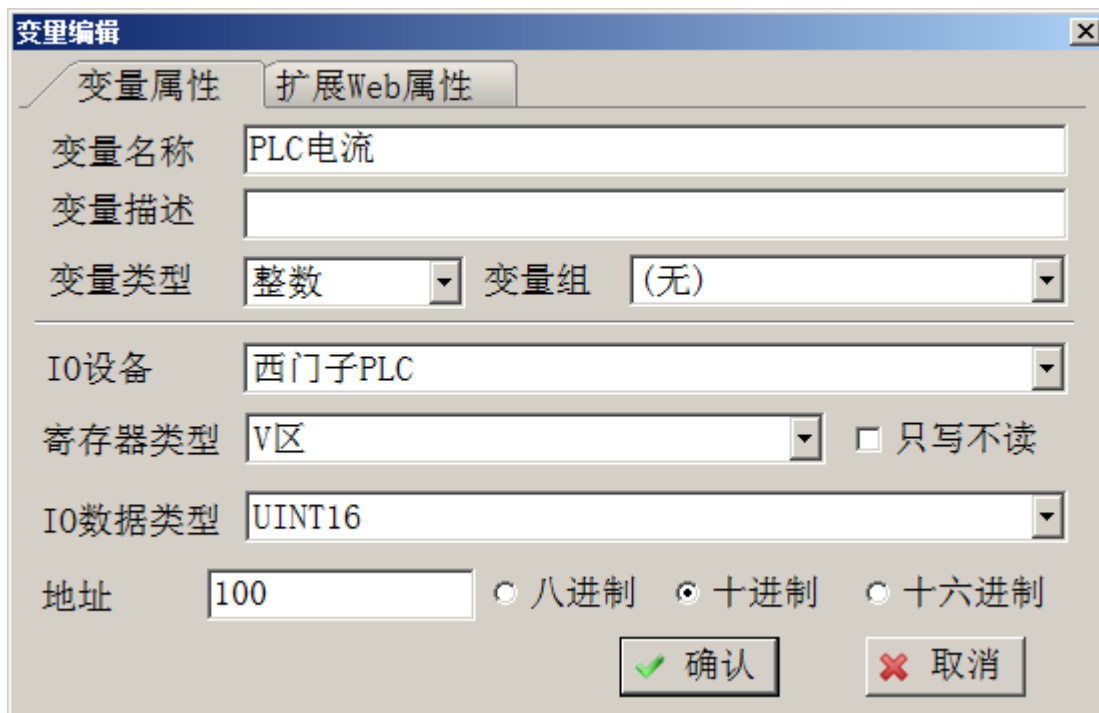 变里编辑
变量属性 扩展Web属性
变量名称 PLC电流
变量描述
变量类型 整数 变量组 (无)
IO设备 西门子PLC
寄存器类型 V区 只写不读
IO数据类型 UINT16
地址 100 八进制 十进制 十六进制
确认 取消